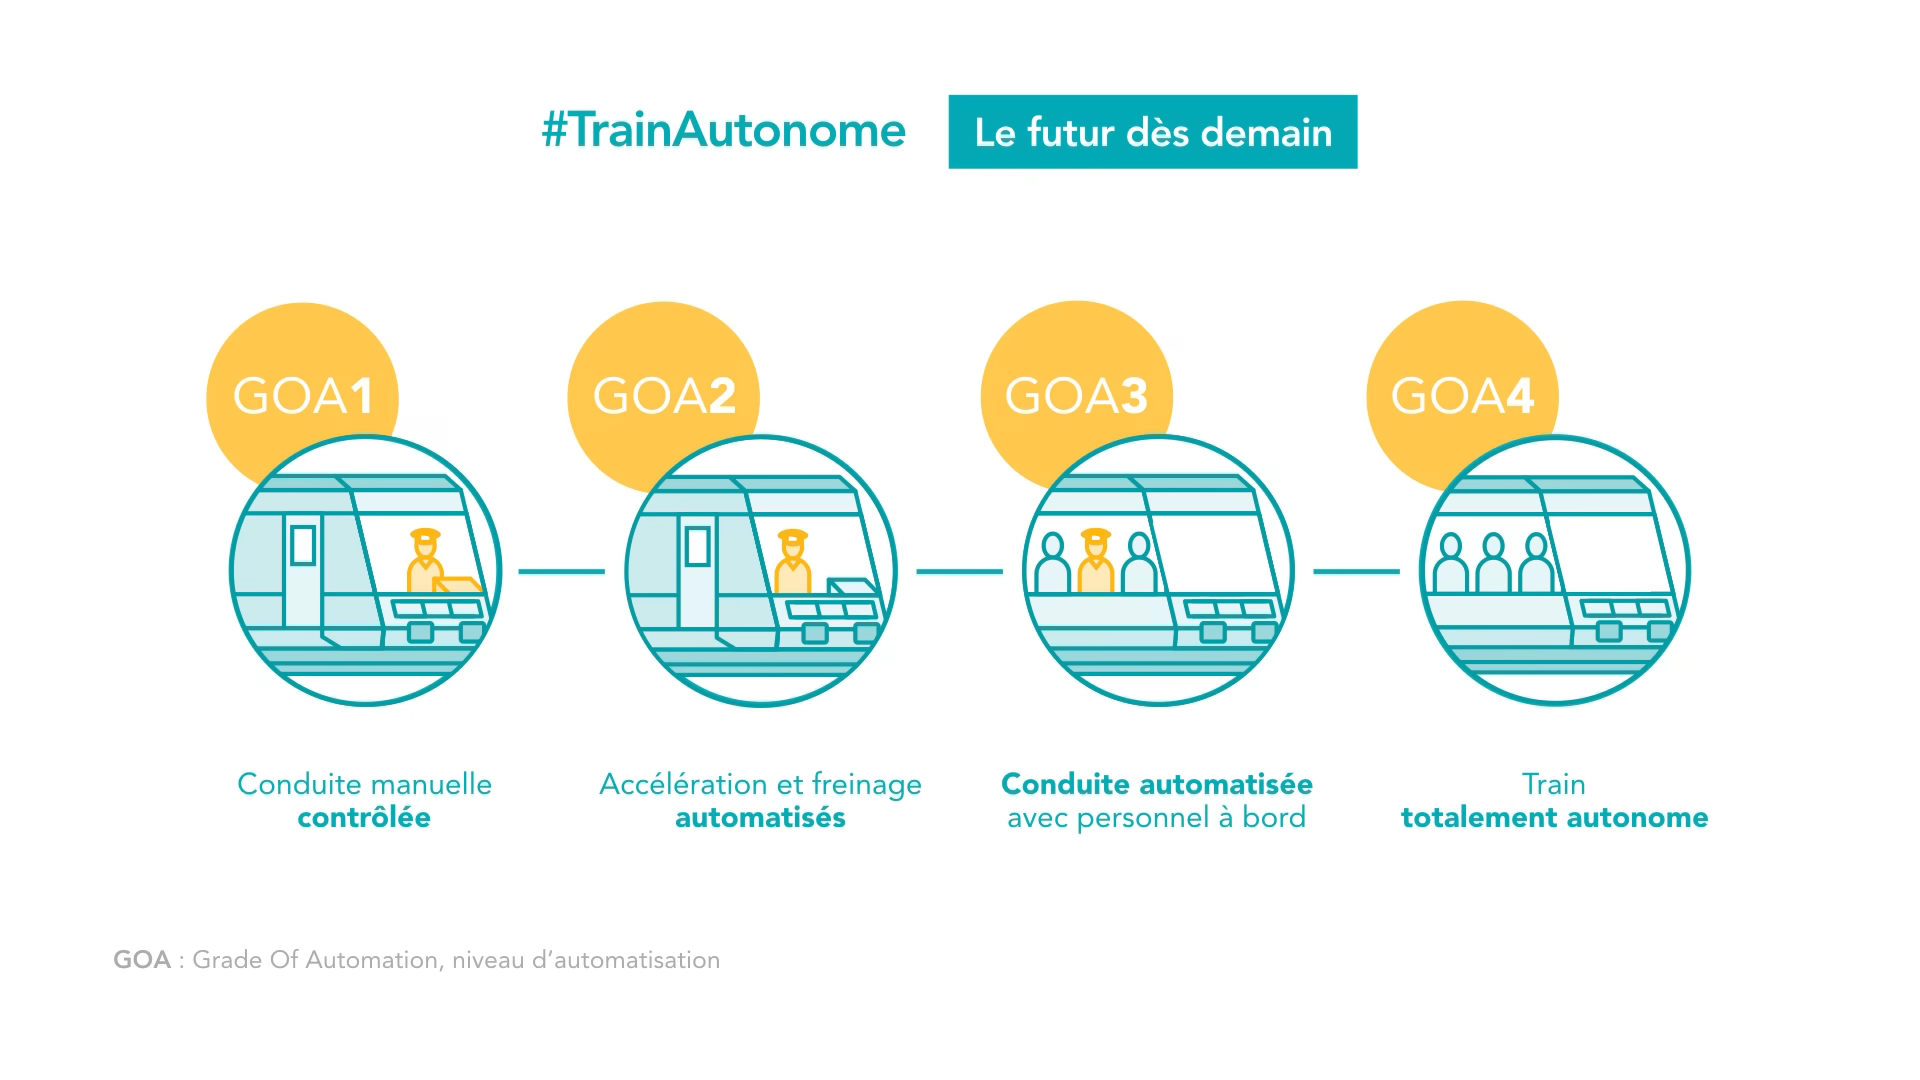 #TrainAutonome
Le futur dès demain
GOA1
GOA2
GOA3
GOA4
Conduite manuelle
contrôlée
Accélération et freinage
automatisés
Conduite automatisée
avec personnel à bord
Train
totalement autonome
GOA : Grade Of Automation, niveau d’automatisation